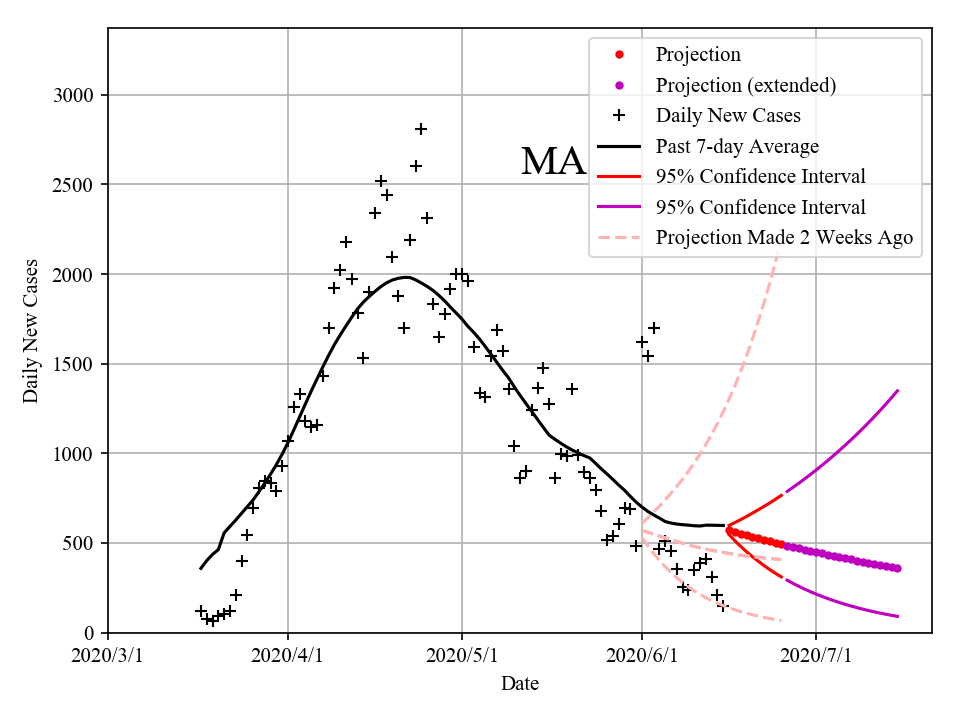 3000
2500
2000
1500
1000
500
0
Daily New Cases
MA
Projection
Projection (extended)
Daily New Cases
Past 7-day Average
95% Confidence Interval
95% Confidence Interval
Projection Made 2 Weeks Ago
2020/3/1 2020/4/1 2020/5/1 2020/6/1 2020/7/1
Date